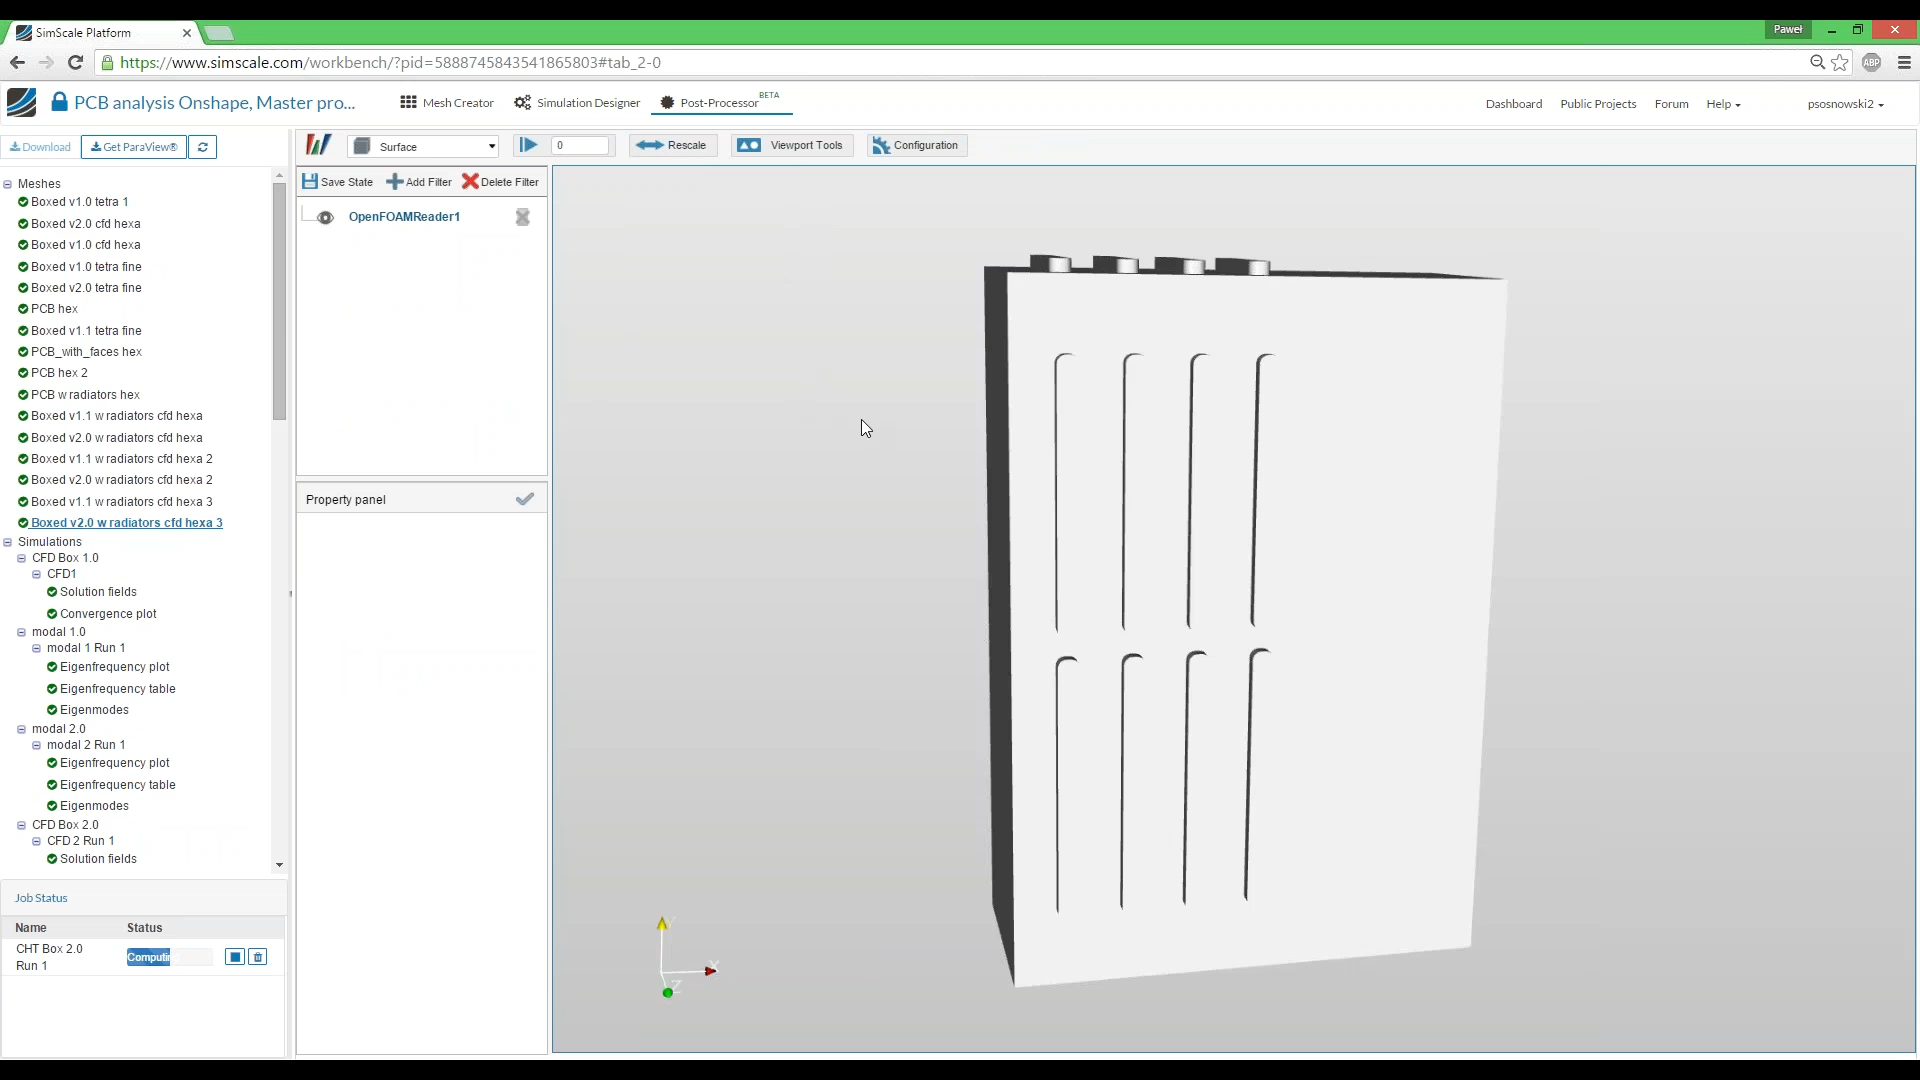 SimScale Platform
Paweł
https://www.simscale.com/workbench/?pid=5888745843541865803#tab_2-0
ABP
PCB analysis Onshape, Master pro...
Mesh Creator
Simulation Designer
Post-Processor
BETA
Dashboard
Public Projects
Forum
Help
psosnowski2
Download
Get ParaView®
Surface
0
Rescale
Viewport Tools
Configuration
Save State
Add Filter
Delete Filter
OpenFOAMReader1
Property panel
Meshes
Boxed v1.0 tetra 1
Boxed v2.0 cfd hexa
Boxed v1.0 cfd hexa
Boxed v1.0 tetra fine
Boxed v2.0 tetra fine
PCB hex
Boxed v1.1 tetra fine
PCB_with_faces hex
PCB hex 2
PCB w radiators hex
Boxed v1.1 w radiators cfd hexa
Boxed v2.0 w radiators cfd hexa
Boxed v1.1 w radiators cfd hexa 2
Boxed v2.0 w radiators cfd hexa 2
Boxed v1.1 w radiators cfd hexa 3
Boxed v2.0 w radiators cfd hexa 3
Simulations
CFD Box 1.0
CFD1
Solution fields
Convergence plot
modal 1.0
modal 1 Run 1
Eigenfrequency plot
Eigenfrequency table
Eigenmodes
modal 2.0
modal 2 Run 1
Eigenfrequency plot
Eigenfrequency table
Eigenmodes
CFD Box 2.0
CFD 2 Run 1
Solution fields
Job Status
Name Status
CHT Box 2.0
Run 1
Computin
Y
X
Z